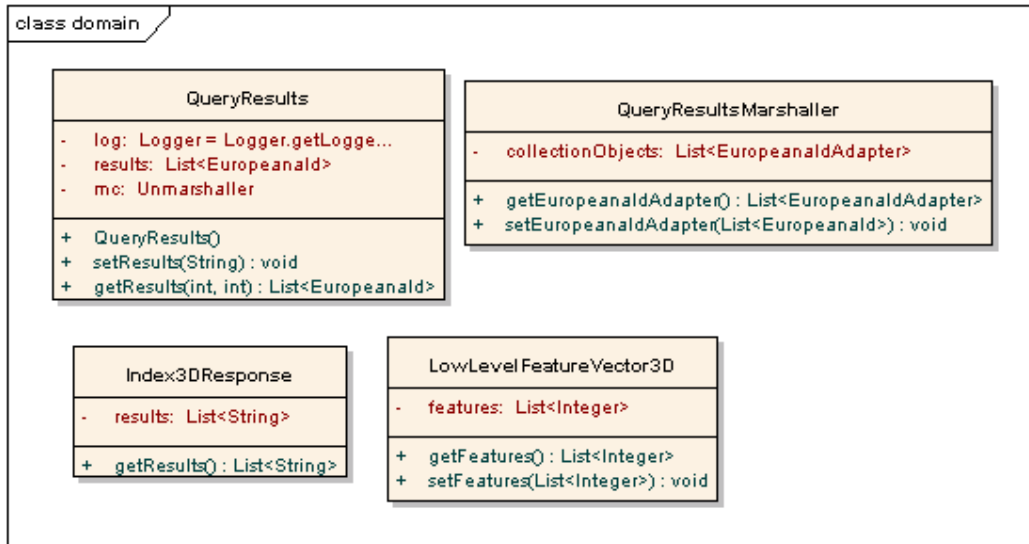 class domain
QueryResults
- log: Logger = Logger.getLogge...
- results: List<EuropeanaId>
- mc: Unmarshaller
+ QueryResults()
+ setResults(String) : void
+ getResults(int, int) : List<EuropeanaId>
QueryResultsMarshaller
- collectionObjects: List<EuropeanaIdAdapter>
+ getEuropeanaIdAdapter() : List<EuropeanaIdAdapter>
+ setEuropeanaIdAdapter(List<EuropeanaId>) : void
Index3DResponse
- results: List<String>
+ getResults() : List<String>
LowLevelFeatureVector3D
- features: List<Integer>
+ getFeatures() : List<Integer>
+ setFeatures(List<Integer>) : void